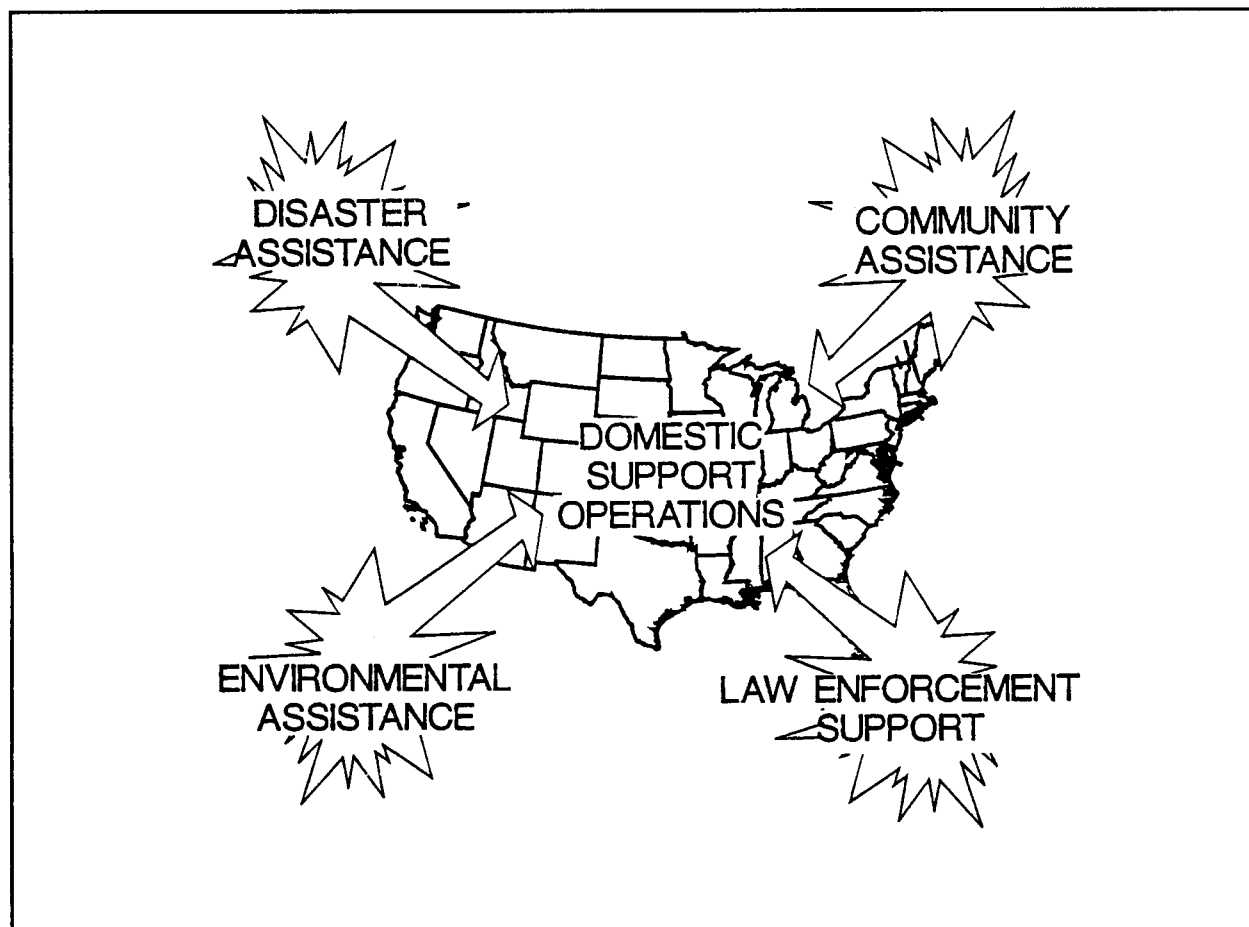 DISASTER
ASSISTANCE
COMMUNITY
ASSISTANCE
DOMESTIC
SUPPORT
OPERATIONS
ENVIRONMENTAL
ASSISTANCE
LAW ENFORCEMENT
SUPPORT